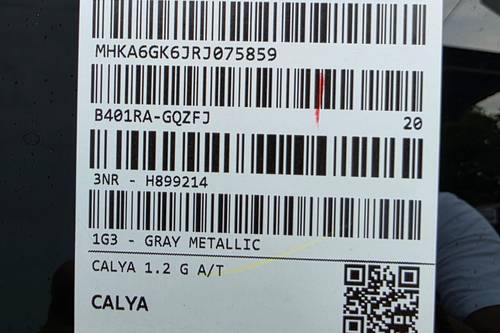 MHKA6GK6JRJ075859
B401RA-GQZFJ 20
3NR - H899214
1G3 - GRAY METALLIC
CALYA 1.2 G A/T
CALYA